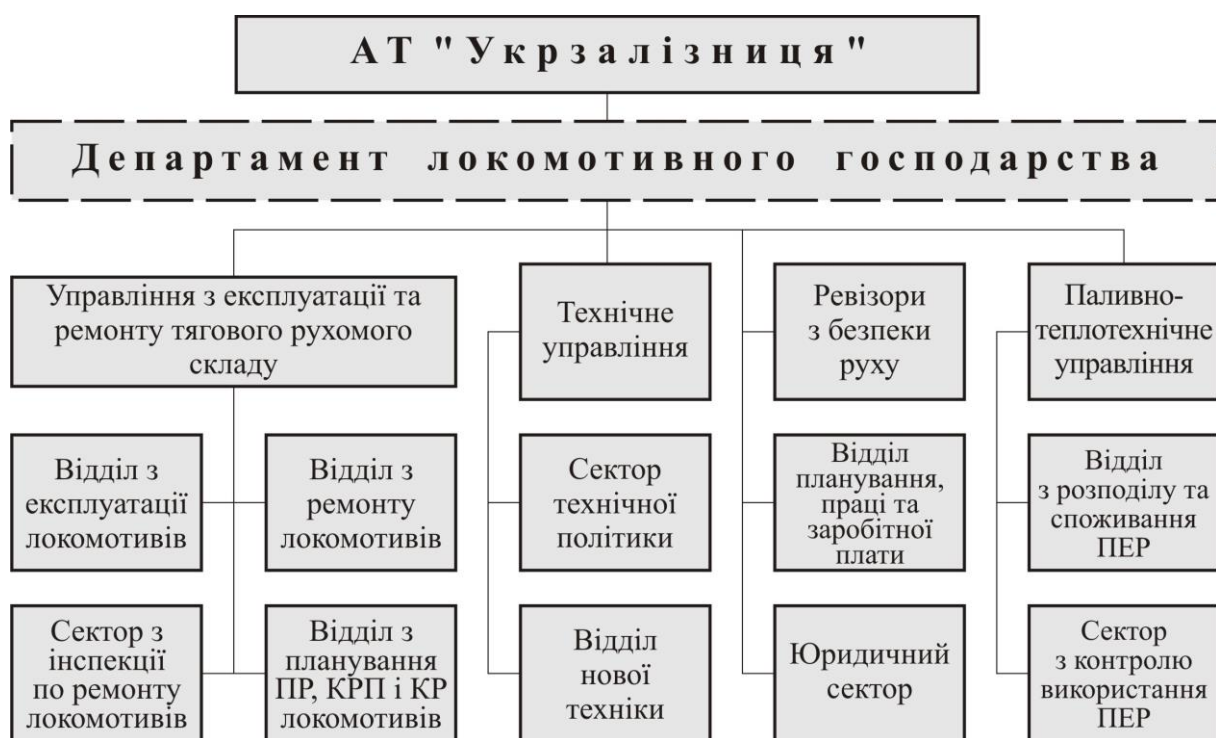 АТ "Укрзалізниця"
Департамент локомотивного господарства
Управління з експлуатації та
ремонту тягового рухомого
складу
Технічне
управління
Ревізори
з безпеки
руху
Паливно-
теплотехнічне
управління
Відділ з
експлуатації
локомотивів
Відділ з
ремонту
локомотивів
Сектор
технічної
політики
Відділ
планування,
праці та
заробітної
плати
Відділ
з розподілу та
споживання
ПЕР
Сектор з
інспекції
по ремонту
локомотивів
Відділ з
планування
ПР, КРП і КР
локомотивів
Відділ
нової
техніки
Юридичний
сектор
Сектор
з контролю
використання
ПЕР